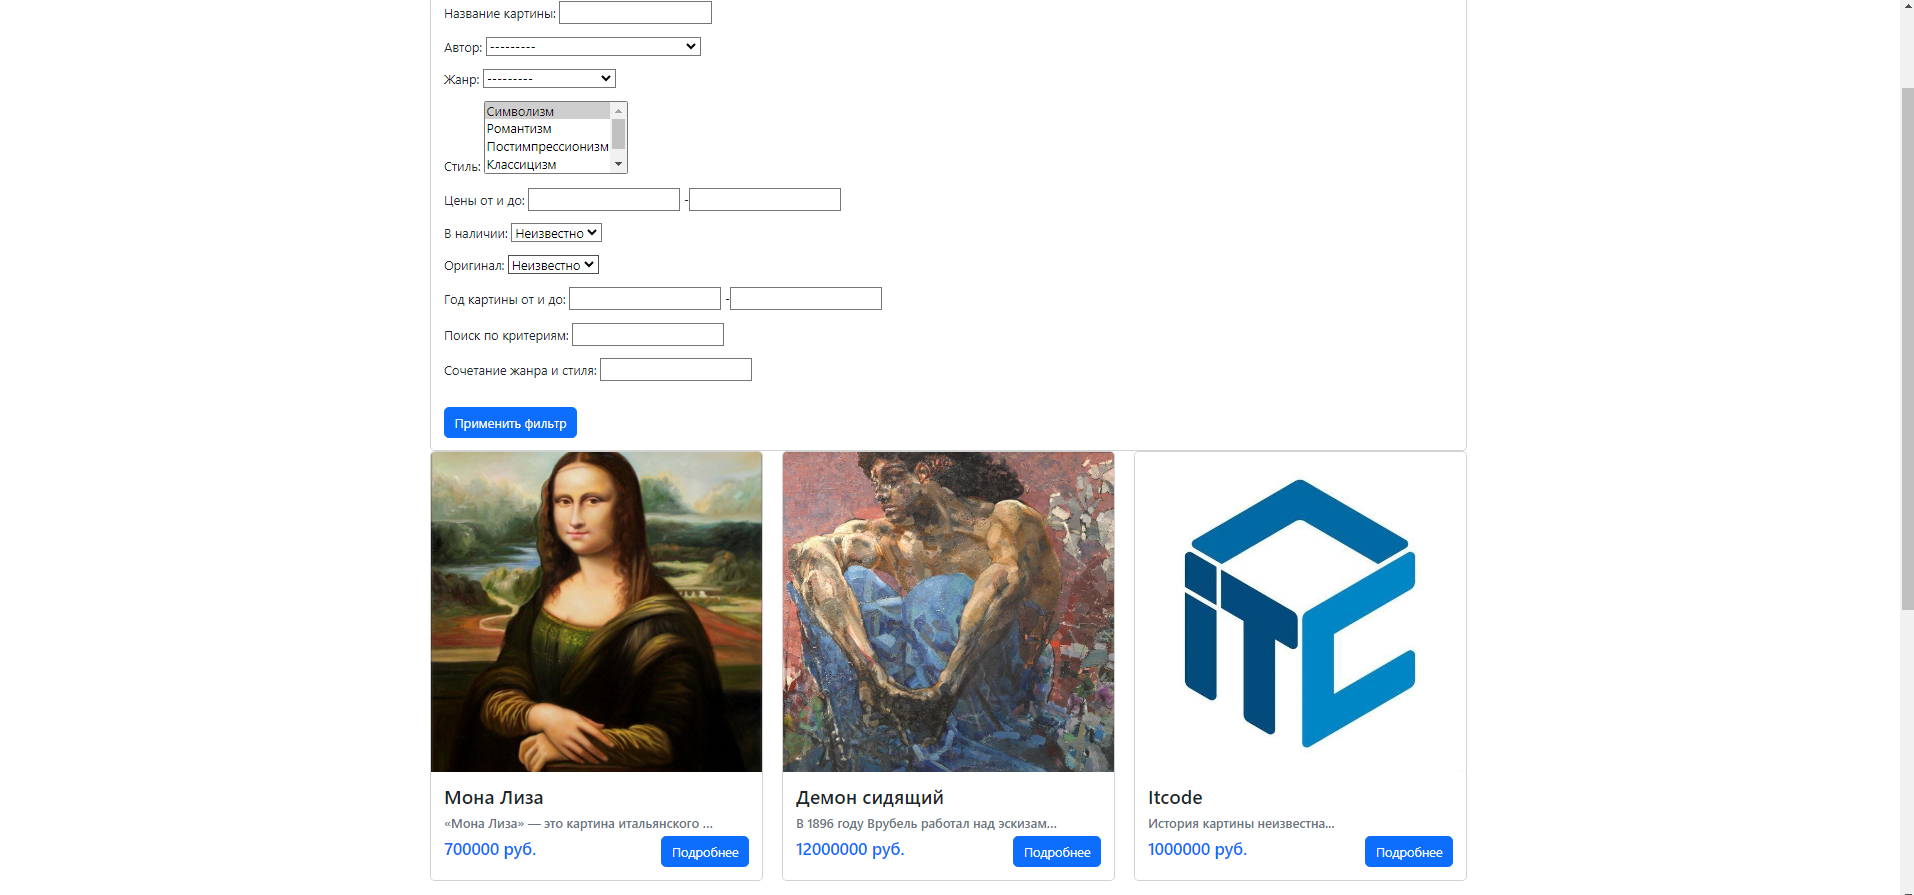 Название картины:
Автор: ---------
Жанр: ---------
Символизм
Романтизм
Постимпрессионизм
Классицизм
Стиль:
Цены от и до: -
В наличии: Неизвестно
Оригинал: Неизвестно
Год картины от и до: -
Поиск по критериям:
Сочетание жанра и стиля:
Применить фильтр
iTC
Мона Лиза
«Мона Лиза» — это картина итальянского ...
700000 руб.
Подробнее
Демон сидящий
В 1896 году Врубель работал над эскизам...
12000000 руб.
Подробнее
Itcode
История картины неизвестна...
1000000 руб.
Подробнее